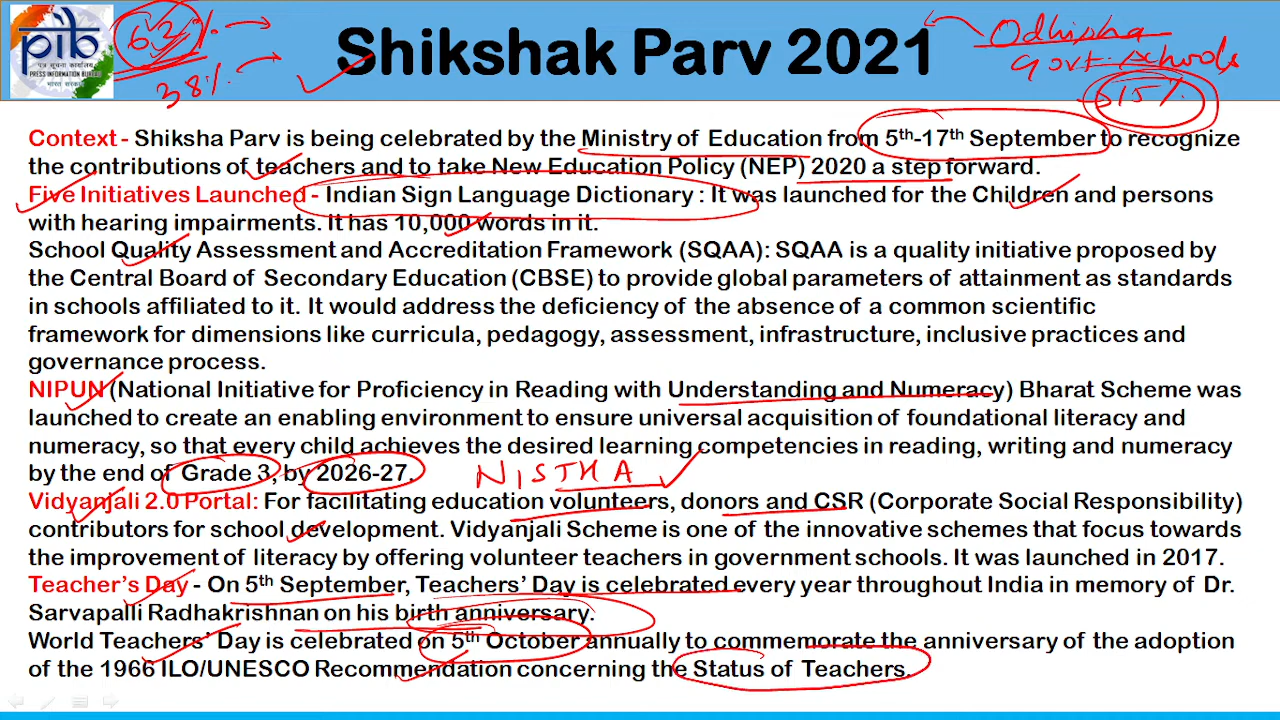 pib
पत्र सूचना कार्यालय
PRESS INFORMATION BUREAU
भारत सरकार
62%
38%
Shikshak Parv 2021
Odhisha
Govt. schools
15%
Context - Shiksha Parv is being celebrated by the Ministry of Education from 5th-17th September to recognize
the contributions of teachers and to take New Education Policy (NEP) 2020 a step forward.
Five Initiatives Launched - Indian Sign Language Dictionary : It was launched for the Children and persons
with hearing impairments. It has 10,000 words in it.
School Quality Assessment and Accreditation Framework (SQAA): SQAA is a quality initiative proposed by
the Central Board of Secondary Education (CBSE) to provide global parameters of attainment as standards
in schools affiliated to it. It would address the deficiency of the absence of a common scientific
framework for dimensions like curricula, pedagogy, assessment, infrastructure, inclusive practices and
governance process.
NIPUN (National Initiative for Proficiency in Reading with Understanding and Numeracy) Bharat Scheme was
launched to create an enabling environment to ensure universal acquisition of foundational literacy and
numeracy, so that every child achieves the desired learning competencies in reading, writing and numeracy
by the end of Grade 3, by 2026-27.
NISTHA
Vidyanjali 2.0 Portal: For facilitating education volunteers, donors and CSR (Corporate Social Responsibility)
contributors for school development. Vidyanjali Scheme is one of the innovative schemes that focus towards
the improvement of literacy by offering volunteer teachers in government schools. It was launched in 2017.
Teacher's Day - On 5th September, Teachers' Day is celebrated every year throughout India in memory of Dr.
Sarvapalli Radhakrishnan on his birth anniversary.
World Teachers' Day is celebrated on 5th October annually to commemorate the anniversary of the adoption
of the 1966 ILO/UNESCO Recommendation concerning the Status of Teachers.